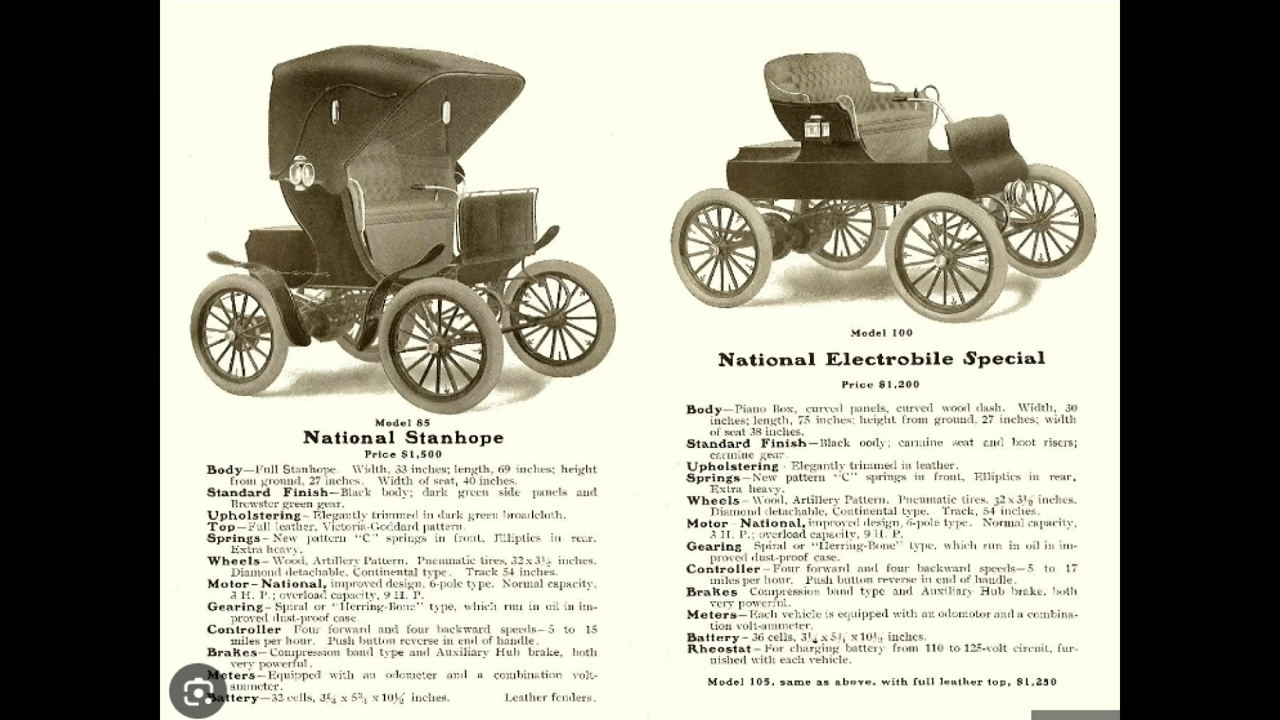 Model 85
National Stanhope
Price $1,500
Body—Full Stanhope. Width, 33 inches; length, 69 inches; height
from ground, 27 inches. Width of seat, 40 inches.
Standard Finish—Black body; dark green side panels and
Brewster green gear.
Upholstering—Elegantly trimmed in dark green broadcloth.
Top—Full leather, Victoria-Goddard pattern.
Springs—New pattern "C" springs in front, Elliptics in rear.
Extra heavy.
Wheels—Wood, Artillery Pattern. Pneumatic tires, 32 x 3½ inches.
Diamond detachable, Continental type. Track 54 inches.
Motor—National, improved design, 6-pole type. Normal capacity,
3 H. P.; overload capacity, 9 H. P.
Gearing—Spiral or "Herring-Bone" type, which run in oil in im-
proved dust-proof case.
Controller Four forward and four backward speeds—5 to 15
miles per hour. Push button reverse in end of handle.
Brakes—Compression band type and Auxiliary Hub brake, both
very powerful.
Meters—Equipped with an odometer and a combination volt-
ammeter.
Battery—32 cells, x x 10½ inches. Leather fenders.
Model 100
National Electrobile Special
Price $1,200
Body—Piano Box, curved panels, curved wood dash. Width, 30
inches; length, 75 inches; height from ground, 27 inches; width
of seat 38 inches.
Standard Finish—Black body; carmine seat and boot risers;
carmine gear.
Upholstering - Elegantly trimmed in leather.
Springs—New pattern "C" springs in front, Elliptics in rear,
Extra heavy.
Wheels—Wood, Artillery Pattern. Pneumatic tires, 32 x 3½ inches.
Diamond detachable, Continental type. Track, 54 inches.
Motor - National, improved design, 6-pole type. Normal capacity,
3 H. P.; overload capacity, 9 H. P.
Gearing Spiral or "Herring-Bone" type, which run in oil in im-
proved dust-proof case.
Controller—Four forward and four backward speeds—5 to 17
miles per hour. Push button reverse in end of handle.
Brakes Compression band type and Auxiliary Hub brake, both
very powerful.
Meters—Each vehicle is equipped with an odomotor and a combina-
tion volt-ammeter.
Battery - 36 cells, 3¼ x x 10½ inches.
Rheostat—For charging battery from 110 to 125-volt circuit, fur-
nished with each vehicle.
Model 105, same as above, with full leather top, $1,250